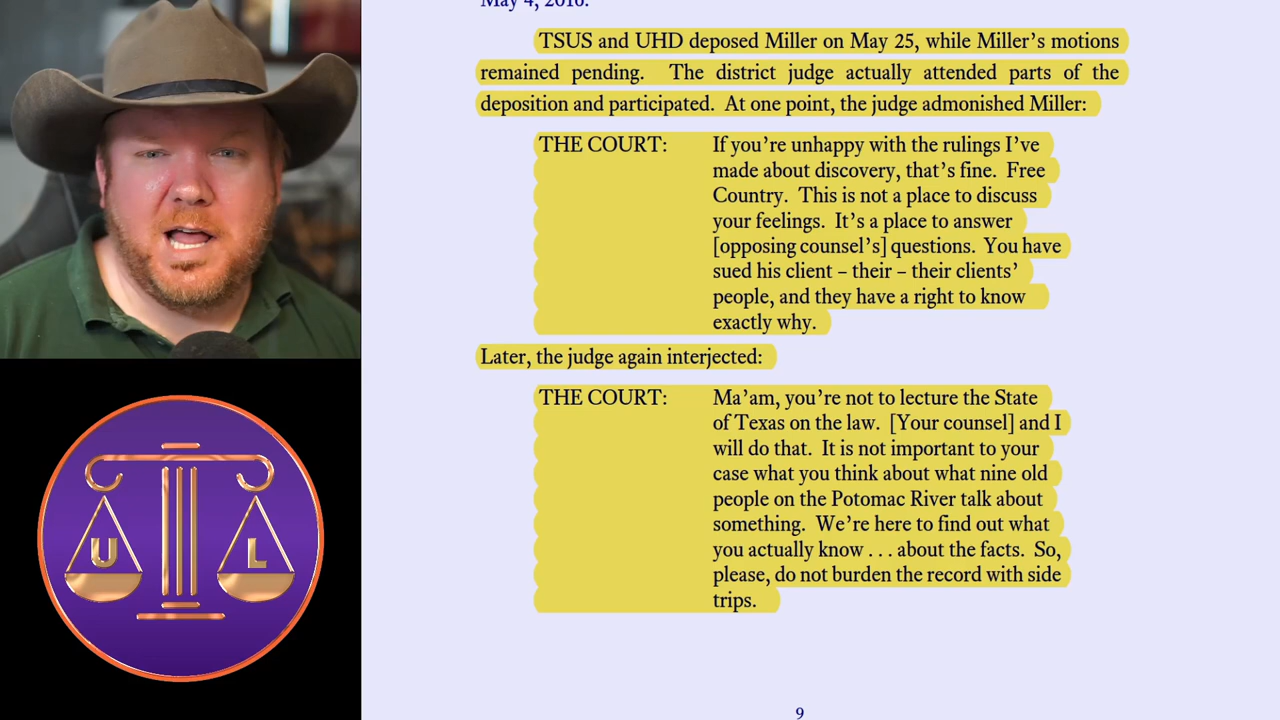 May 4, 2016.
TSUS and UHD deposed Miller on May 25, while Miller's motions
remained pending. The district judge actually attended parts of the
deposition and participated. At one point, the judge admonished Miller:
THE COURT: If you're unhappy with the rulings I've
made about discovery, that's fine. Free
Country. This is not a place to discuss
your feelings. It's a place to answer
[opposing counsel's] questions. You have
sued his client – their – their clients'
people, and they have a right to know
exactly why.
Later, the judge again interjected:
THE COURT: Ma'am, you're not to lecture the State
of Texas on the law. [Your counsel] and I
will do that. It is not important to your
case what you think about what nine old
people on the Potomac River talk about
something. We're here to find out what
you actually know . . . about the facts. So,
please, do not burden the record with side
trips.
9
U L